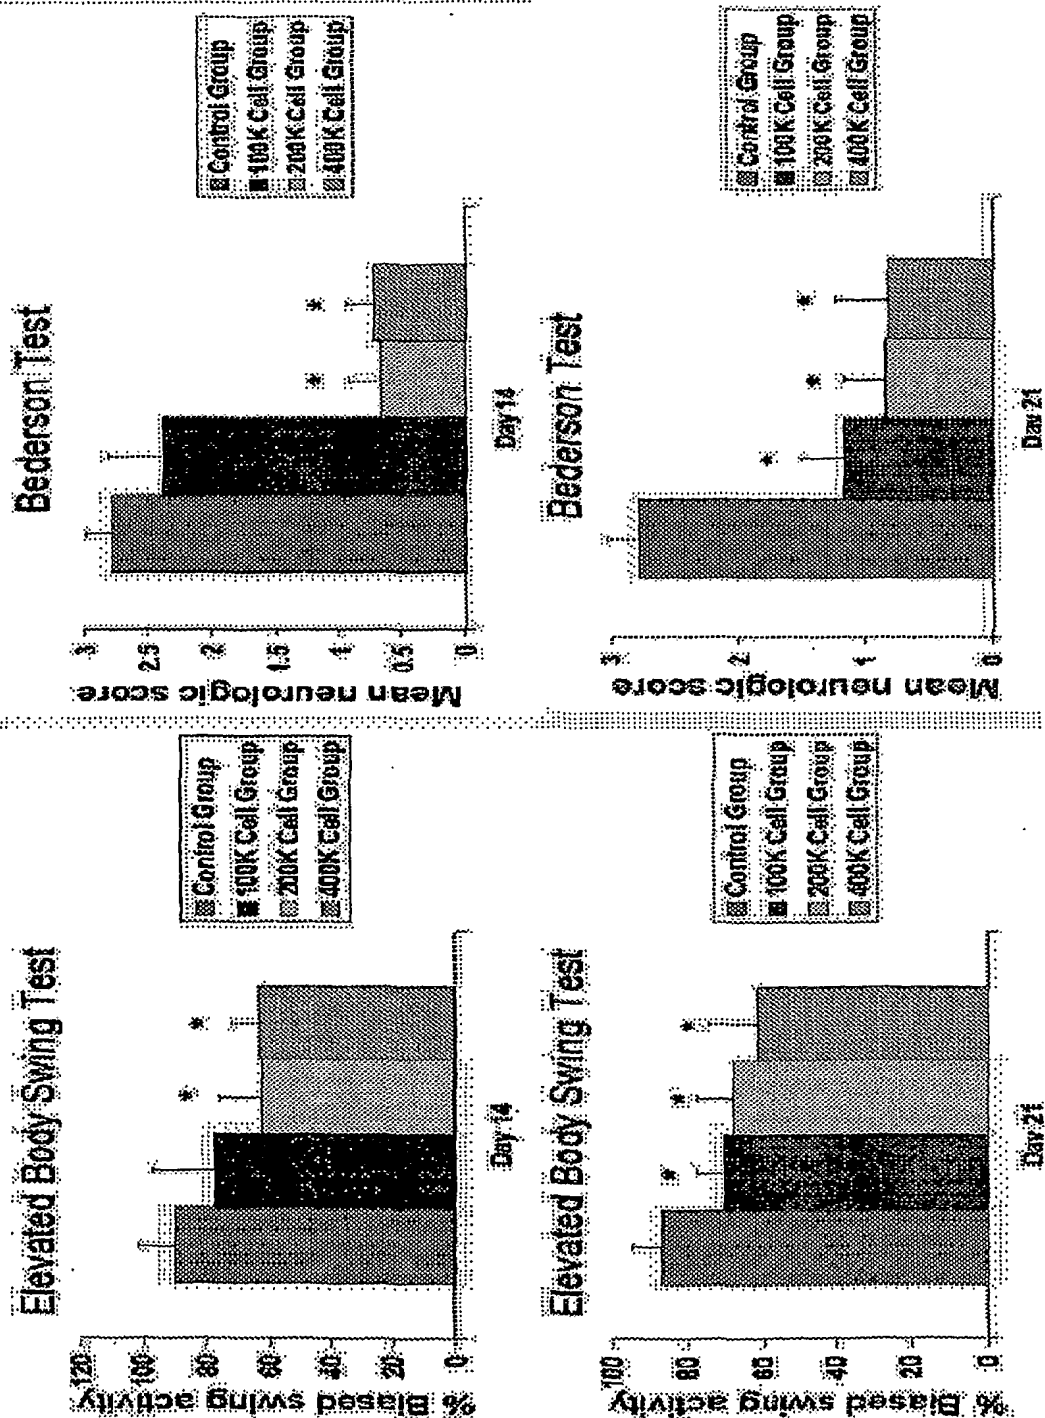 Elevated Body Swing Test
% Biased swing activity
120
100
80
60
40
20
0
Day 14
Control Group
100K Cell Group
200K Cell Group
400K Cell Group
*
*
Bederson Test
Mean neurologic score
3
2.5
2
1.5
1
0.5
0
Day 14
Control Group
100K Cell Group
200K Cell Group
400K Cell Group
*
*
Elevated Body Swing Test
% Biased swing activity
100
80
60
40
20
0
Day 21
Control Group
100K Cell Group
200K Cell Group
400K Cell Group
*
*
*
Bederson Test
Mean neurologic score
3
2
1
0
Day 21
Control Group
100K Cell Group
200K Cell Group
400K Cell Group
*
*
*